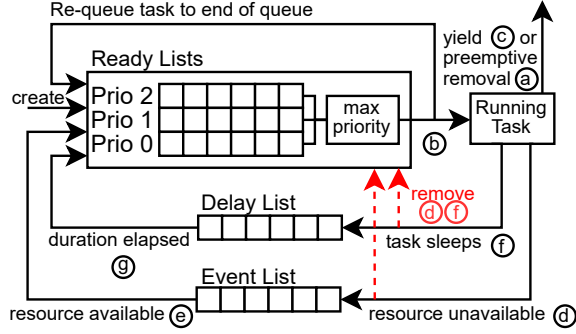 Re-queue task to end of queue
yield ⓒ or
preemptive
removal ⓐ
Ready Lists
create
Prio 2
Prio 1
Prio 0
max
priority
ⓑ
Running
Task
remove
ⓓ ⓕ
Delay List
duration elapsed
ⓖ
task sleeps ⓕ
Event List
resource available ⓔ
resource unavailable ⓓ